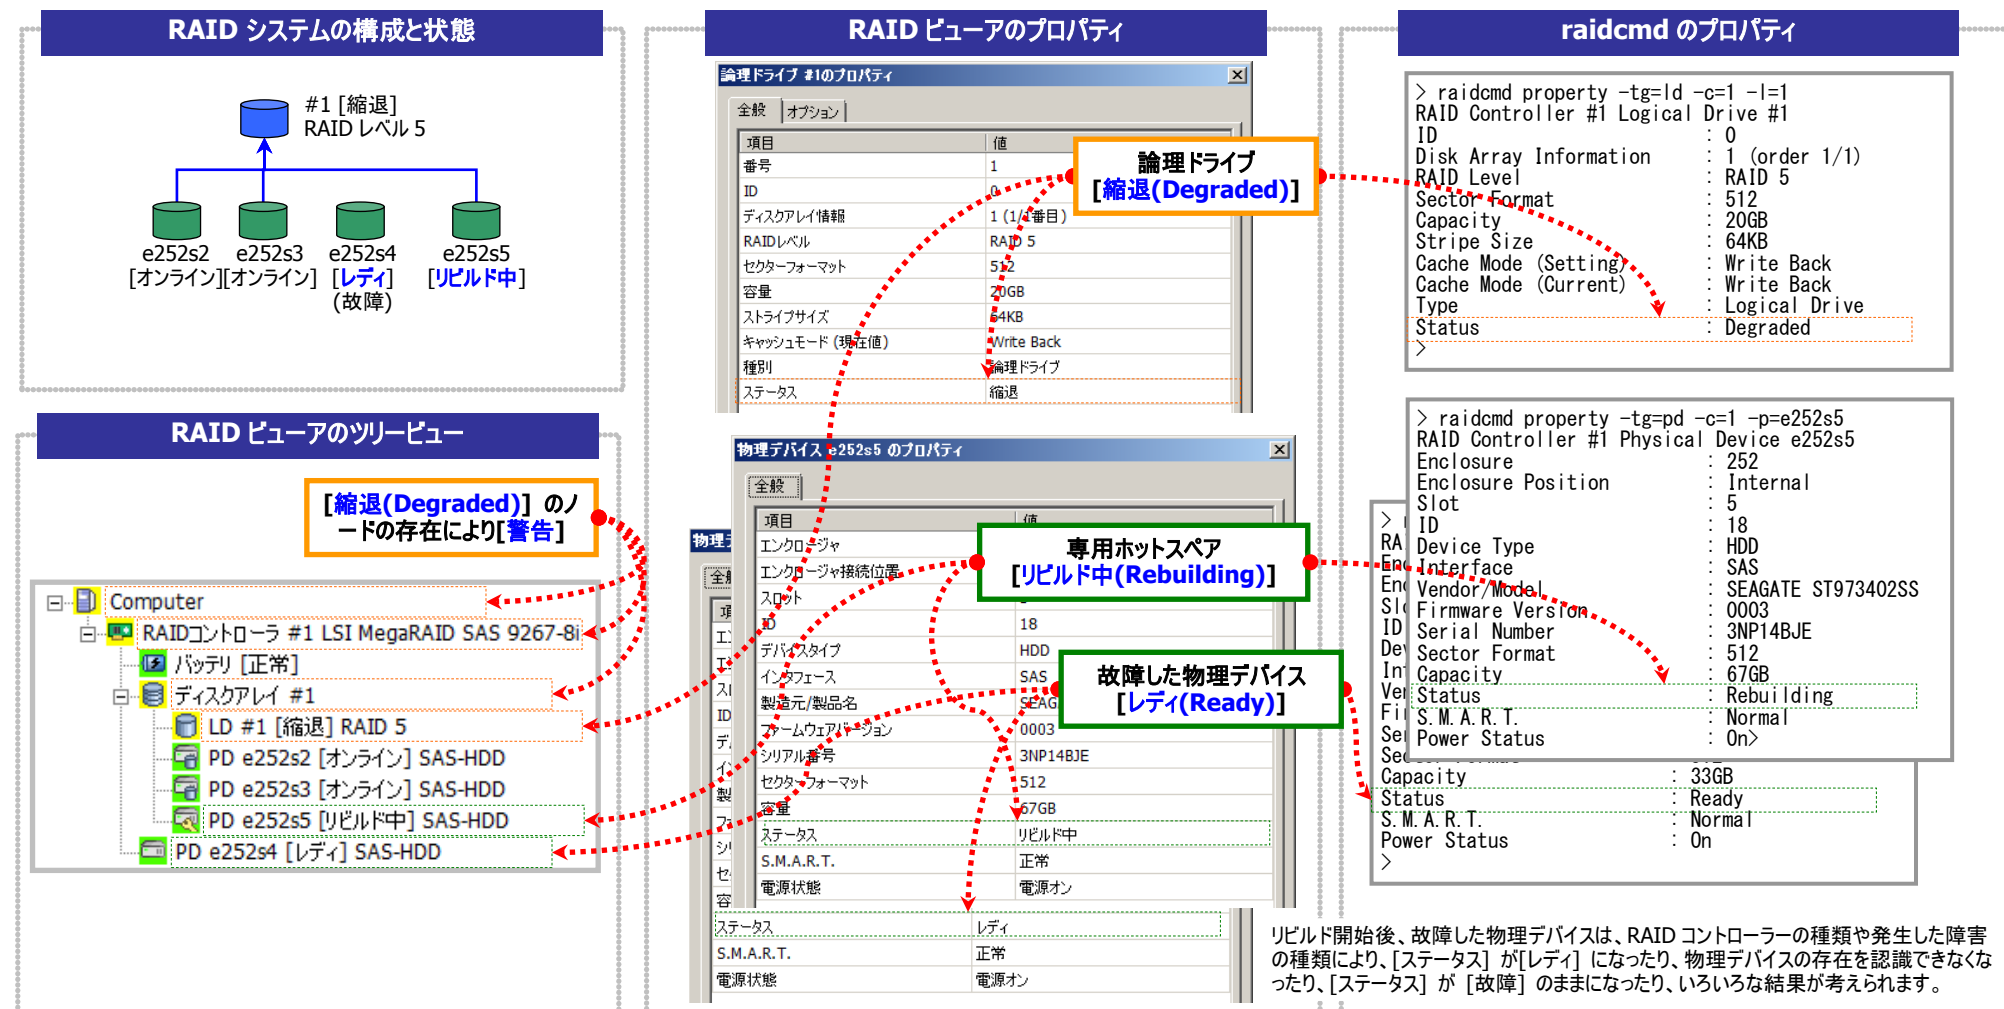 RAID システムの構成と状態
#1 [縮退]
RAID レベル 5
e252s2
[オンライン]
e252s3
[オンライン]
e252s4
[レディ]
(故障)
e252s5
[リビルド中]
RAID ビューアのツリービュー
[縮退(Degraded)] のノ
ードの存在により[警告]
Computer
RAIDコントローラ #1 LSI MegaRAID SAS 9267-8i
バッテリ [正常]
ディスクアレイ #1
LD #1 [縮退] RAID 5
PD e252s2 [オンライン] SAS-HDD
PD e252s3 [オンライン] SAS-HDD
PD e252s5 [リビルド中] SAS-HDD
PD e252s4 [レディ] SAS-HDD
RAID ビューアのプロパティ
論理ドライブ #1のプロパティ
全般 オプション
項目 値
番号 1
ID 0
ディスクアレイ情報 1 (1/1番目)
RAIDレベル RAID 5
セクターフォーマット 512
容量 20GB
ストライプサイズ 64KB
キャッシュモード (現在値) Write Back
種別 論理ドライブ
ステータス 縮退
論理ドライブ
[縮退(Degraded)]
物理デバイス e252s5 のプロパティ
全般
項目 値
エンクロージャ
エンクロージャ接続位置
スロット
ID 18
デバイスタイプ HDD
インタフェース SAS
製造元/製品名 SEAG
ファームウェアバージョン 0003
シリアル番号 3NP14BJE
セクターフォーマット 512
容量 67GB
ステータス リビルド中
S.M.A.R.T. 正常
電源状態 電源オン
専用ホットスペア
[リビルド中(Rebuilding)]
故障した物理デバイス
[レディ(Ready)]
ステータス レディ
S.M.A.R.T. 正常
電源状態 電源オン
raidcmd のプロパティ
> raidcmd property -tg=ld -c=1 -l=1
RAID Controller #1 Logical Drive #1
ID : 0
Disk Array Information : 1 (order 1/1)
RAID Level : RAID 5
Sector Format : 512
Capacity : 20GB
Stripe Size : 64KB
Cache Mode (Setting) : Write Back
Cache Mode (Current) : Write Back
Type : Logical Drive
Status : Degraded
>
> raidcmd property -tg=pd -c=1 -p=e252s5
RAID Controller #1 Physical Device e252s5
Enclosure : 252
Enclosure Position : Internal
Slot : 5
ID : 18
Device Type : HDD
Interface : SAS
Vendor/Model : SEAGATE ST973402SS
Firmware Version : 0003
Serial Number : 3NP14BJE
Sector Format : 512
Capacity : 67GB
Status : Rebuilding
S.M.A.R.T. : Normal
Power Status : On>
Capacity : 33GB
Status : Ready
S.M.A.R.T. : Normal
Power Status : On
>
リビルド開始後、故障した物理デバイスは、RAID コントローラーの種類や発生した障害
の種類により、[ステータス] が[レディ] になったり、物理デバイスの存在を認識できなくな
ったり、[ステータス] が [故障] のままになったり、いろいろな結果が考えられます。